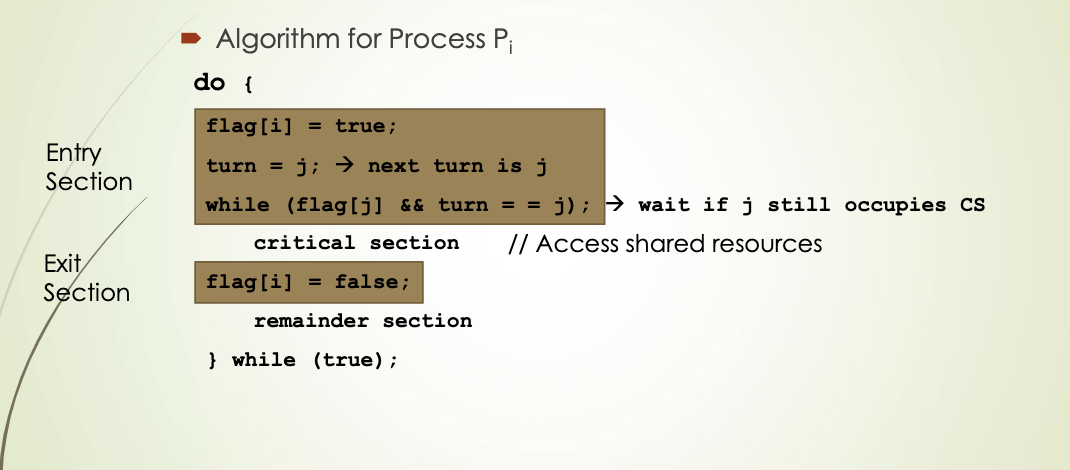 Algorithm for Process Pi
do {
flag[i] = true;
Entry
Section
turn = j; → next turn is j
while (flag[j] && turn = = j); → wait if j still occupies CS
critical section // Access shared resources
Exit
Section
flag[i] = false;
remainder section
} while (true);